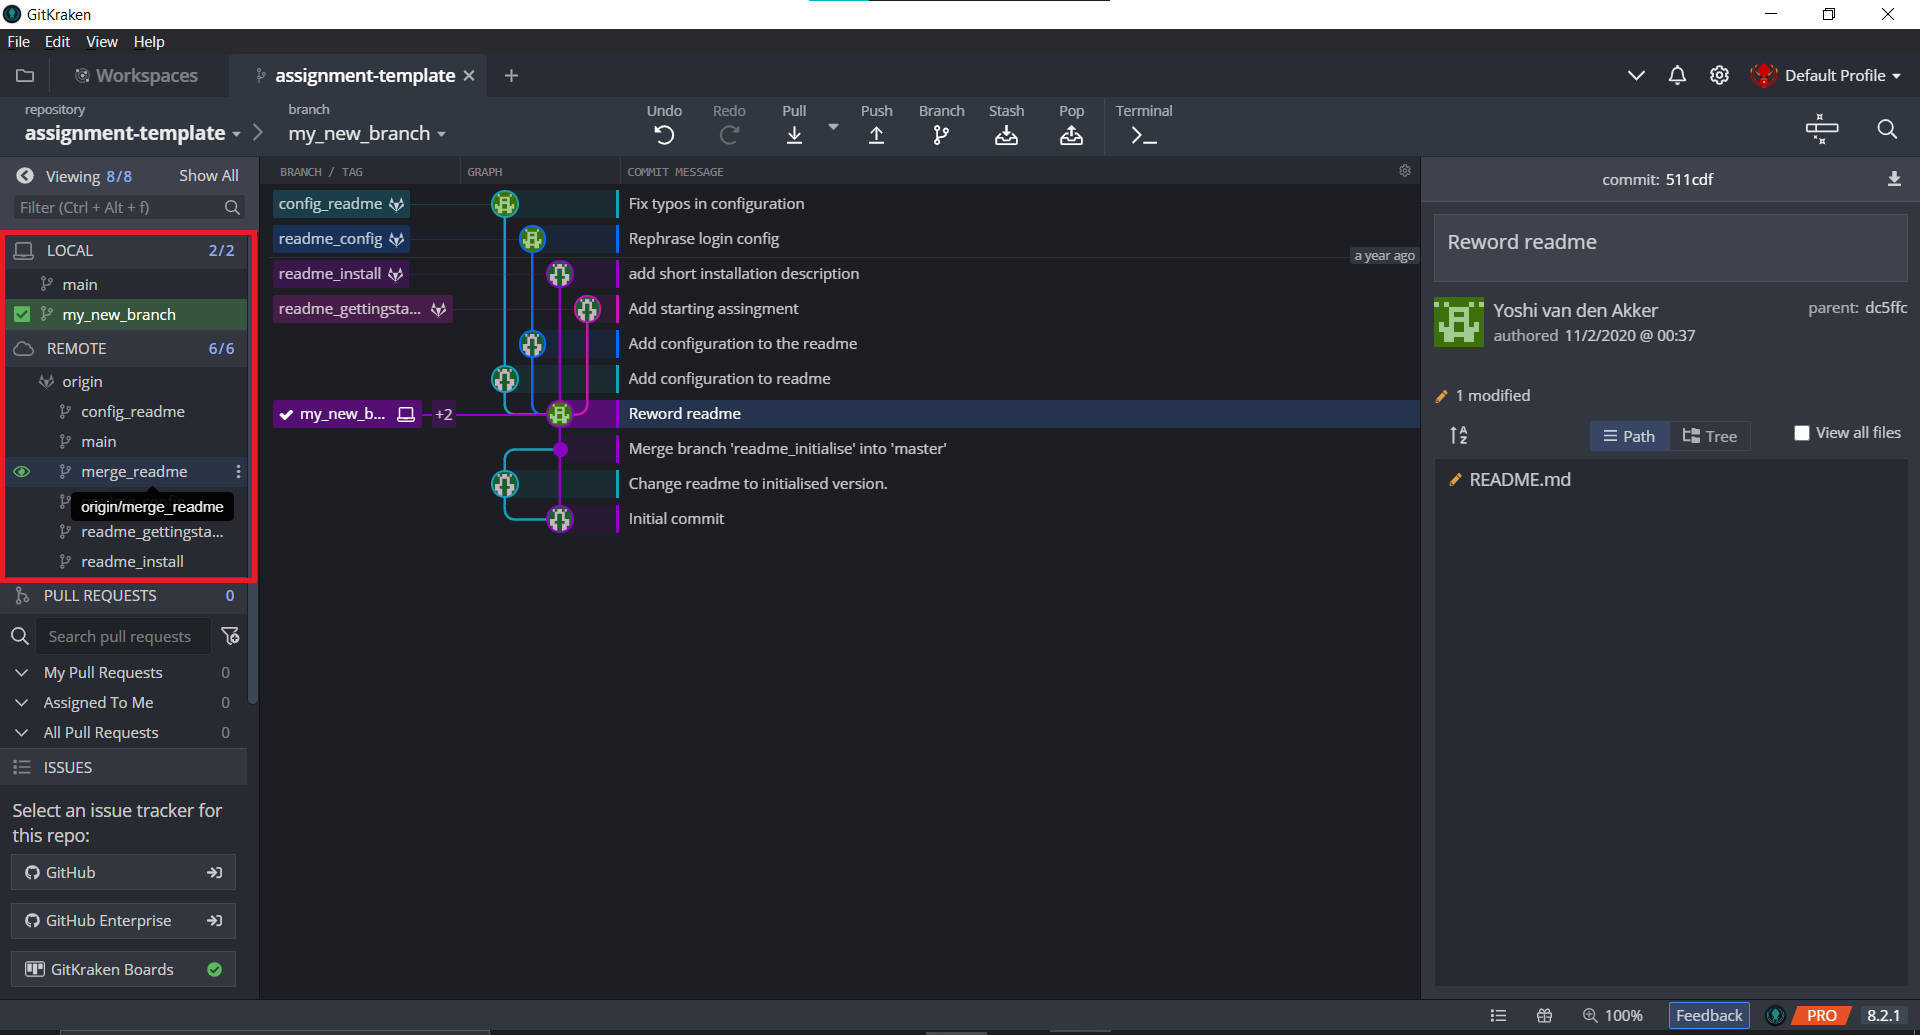 GitKraken
File Edit View Help
Workspaces assignment-template Default Profile
repository branch Undo Redo Pull Push Branch Stash Pop Terminal
assignment-template my_new_branch
Viewing 8/8 Show All
Filter (Ctrl + Alt + f)
LOCAL 2/2
main
my_new_branch
REMOTE 6/6
origin
config_readme
main
merge_readme
origin/merge_readme
readme_gettingsta...
readme_install
PULL REQUESTS 0
Search pull requests
My Pull Requests 0
Assigned To Me 0
All Pull Requests 0
ISSUES
Select an issue tracker for
this repo:
GitHub
GitHub Enterprise
GitKraken Boards
BRANCH / TAG GRAPH COMMIT MESSAGE
config_readme Fix typos in configuration
readme_config Rephrase login config
a year ago
readme_install add short installation description
readme_gettingsta... Add starting assingment
Add configuration to the readme
Add configuration to readme
my_new_b... +2 Reword readme
Merge branch 'readme_initialise' into 'master'
Change readme to initialised version.
Initial commit
commit: 511cdf
Reword readme
Yoshi van den Akker parent: dc5ffc
authored 11/2/2020 @ 00:37
1 modified
Path Tree View all files
README.md
100% Feedback PRO 8.2.1